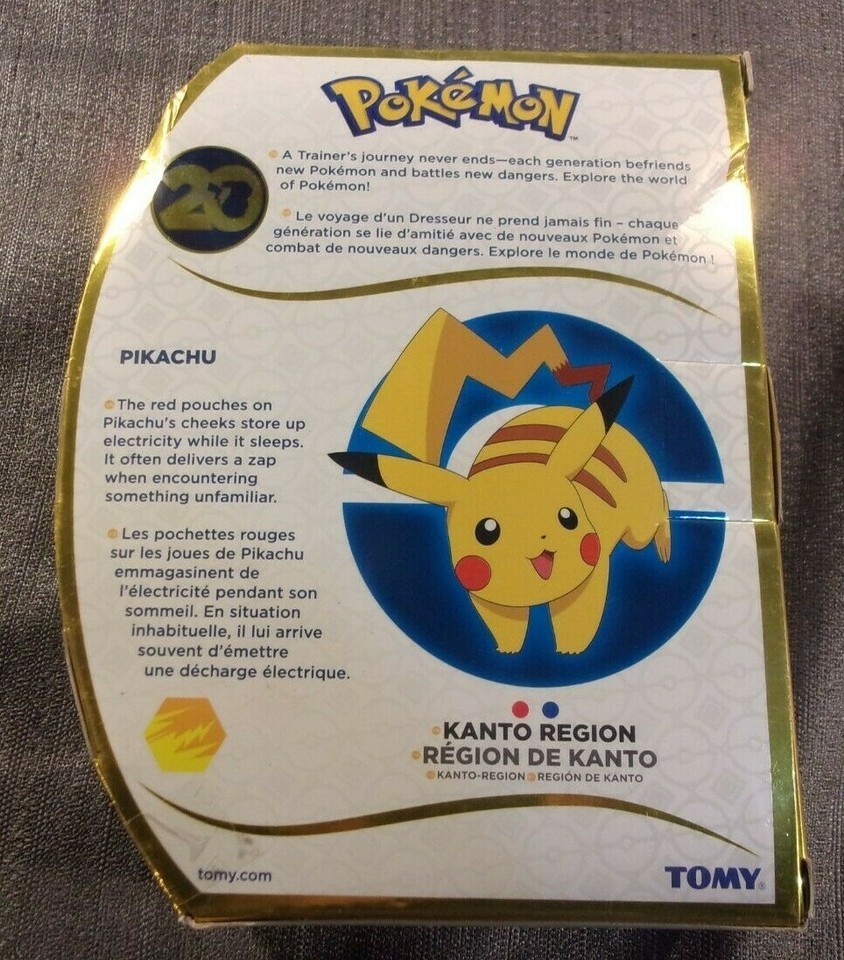 POKéMON
TM
20
A Trainer's journey never ends—each generation befriends
new Pokémon and battles new dangers. Explore the world
of Pokémon!
Le voyage d'un Dresseur ne prend jamais fin – chaque
génération se lie d'amitié avec de nouveaux Pokémon et
combat de nouveaux dangers. Explore le monde de Pokémon !
PIKACHU
The red pouches on
Pikachu's cheeks store up
electricity while it sleeps.
It often delivers a zap
when encountering
something unfamiliar.
Les pochettes rouges
sur les joues de Pikachu
emmagasinent de
l'électricité pendant son
sommeil. En situation
inhabituelle, il lui arrive
souvent d'émettre
une décharge électrique.
KANTO REGION
RÉGION DE KANTO
KANTO-REGION REGIÓN DE KANTO
tomy.com
TOMY®